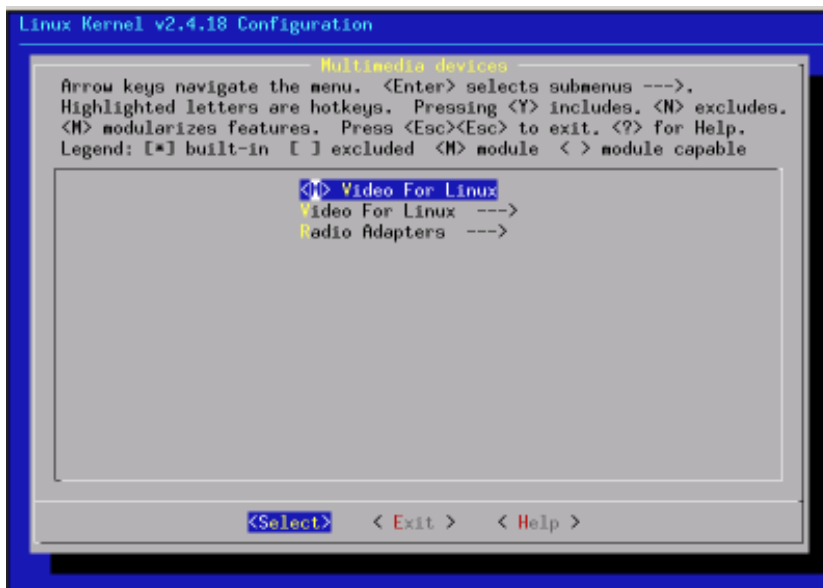 Linux Kernel v2.4.18 Configuration
Multimedia devices
Arrow keys navigate the menu. <Enter> selects submenus --->.
Highlighted letters are hotkeys. Pressing <Y> includes, <N> excludes,
<M> modularizes features. Press <Esc><Esc> to exit, <?> for Help.
Legend: [*] built-in [ ] excluded <M> module < > module capable
<M> Video For Linux
Video For Linux --->
Radio Adapters --->
<Select> < Exit > < Help >